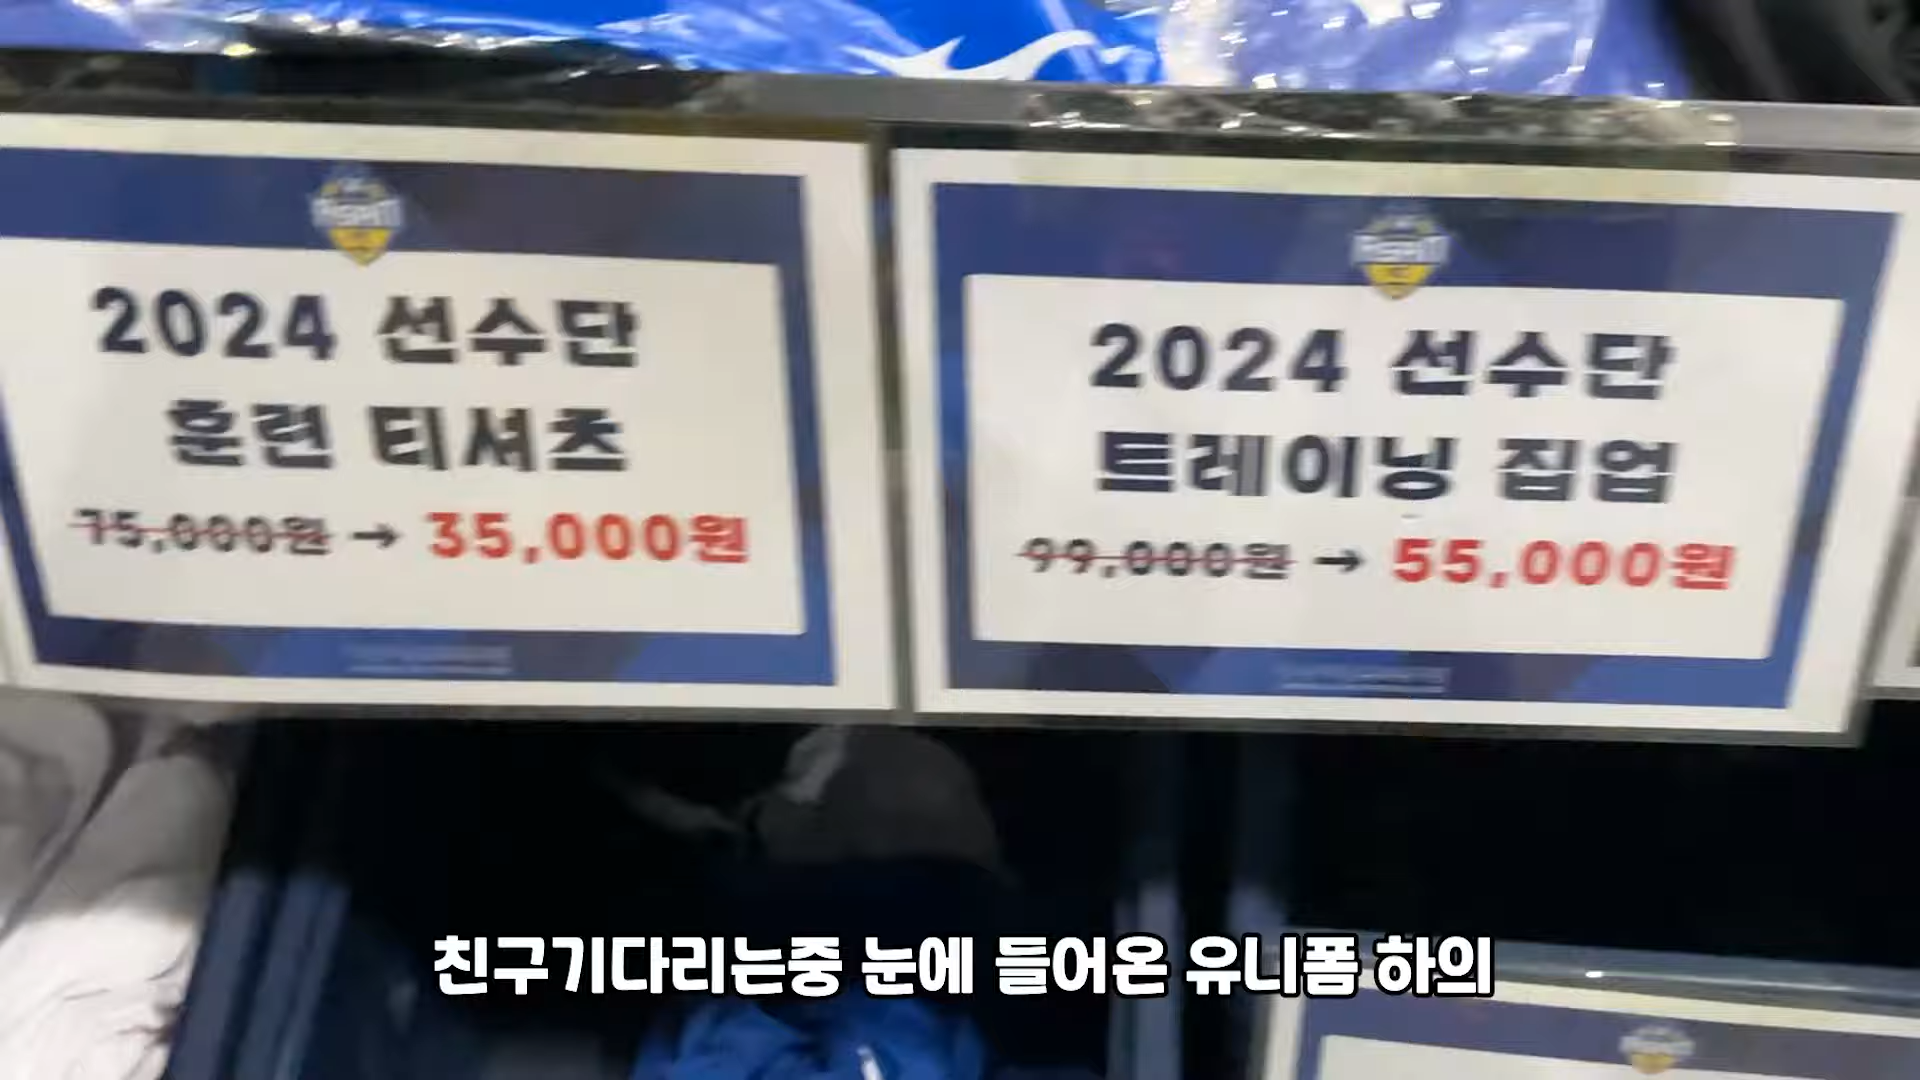 2024 선수단
훈련 티셔츠
75,000원 → 35,000원
2024 선수단
트레이닝 집업
99,000원 → 55,000원
친구기다리는중 눈에 들어온 유니폼 하의